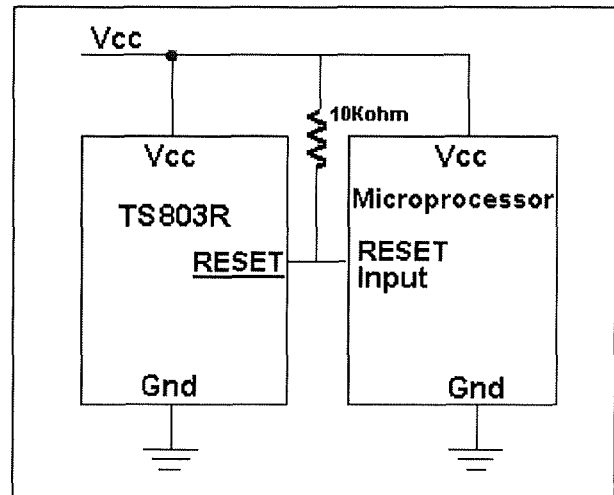 Vcc
10Kohm
Vcc
TS803R
RESET
Gnd
Vcc
Microprocessor
RESET
Input
Gnd